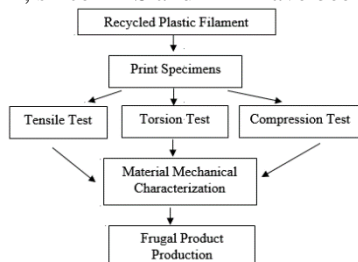 Recycled Plastic Filament
Print Specimens
Tensile Test
Torsion Test
Compression Test
Material Mechanical
Characterization
Frugal Product
Production